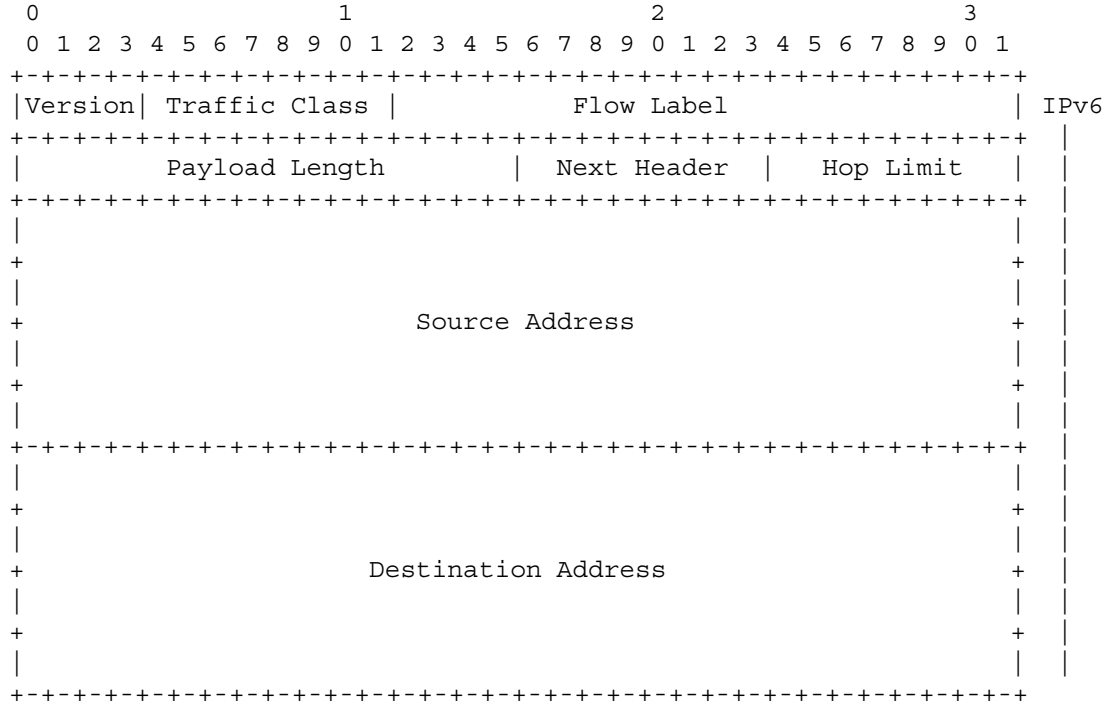 0                   1                   2                   3
 0 1 2 3 4 5 6 7 8 9 0 1 2 3 4 5 6 7 8 9 0 1 2 3 4 5 6 7 8 9 0 1
+-+-+-+-+-+-+-+-+-+-+-+-+-+-+-+-+-+-+-+-+-+-+-+-+-+-+-+-+-+-+-+-+
|Version| Traffic Class |           Flow Label                  | IPv6
+-+-+-+-+-+-+-+-+-+-+-+-+-+-+-+-+-+-+-+-+-+-+-+-+-+-+-+-+-+-+-+-+  |
|         Payload Length        |  Next Header  |   Hop Limit   |  |
+-+-+-+-+-+-+-+-+-+-+-+-+-+-+-+-+-+-+-+-+-+-+-+-+-+-+-+-+-+-+-+-+  |
|                                                               |  |
+                                                               +  |
|                                                               |  |
+                         Source Address                        +  |
|                                                               |  |
+                                                               +  |
|                                                               |  |
+-+-+-+-+-+-+-+-+-+-+-+-+-+-+-+-+-+-+-+-+-+-+-+-+-+-+-+-+-+-+-+-+  |
|                                                               |  |
+                                                               +  |
|                                                               |  |
+                      Destination Address                      +  |
|                                                               |  |
+                                                               +  |
|                                                               |  |
+-+-+-+-+-+-+-+-+-+-+-+-+-+-+-+-+-+-+-+-+-+-+-+-+-+-+-+-+-+-+-+-+